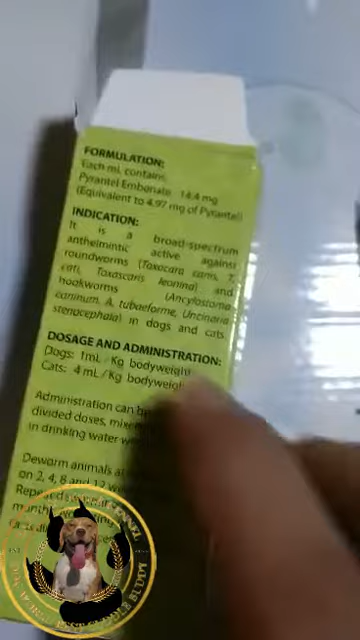 FORMULATION:
Each mL contains:
Pyrantel Embonate 14.4 mg
(Equivalent to 4.97 mg of Pyrantel)
INDICATION:
It is a broad-spectrum
anthelmintic active against
roundworms (Toxocara canis, T.
cati, Toxascaris leonina) and
hookworms (Ancylostoma
caninum, A. tubaeforme, Uncinaria
stenocephala) in dogs and cats.
DOSAGE AND ADMINISTRATION:
Dogs: 1mL/Kg bodyweight
Cats: 4 mL/Kg bodyweight
Administration can be
divided doses,
in drinking water
Deworm animals at
on 2, 4, 8 and 12
Repeat